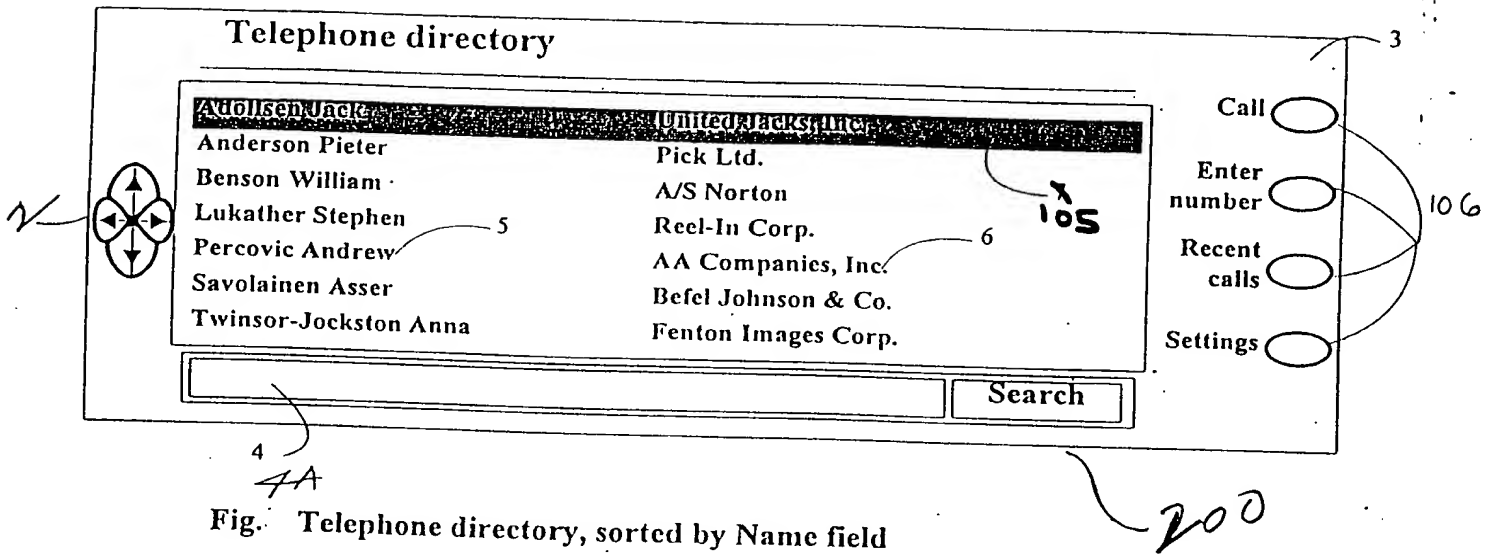 Telephone directory
3
Adollsen Jack United Jacks, Inc.
Anderson Pieter Pick Ltd.
Benson William A/S Norton
Lukather Stephen Reel-In Corp.
Percovic Andrew 5 AA Companies, Inc. 6
Savolainen Asser Befel Johnson & Co.
Twinsor-Jockston Anna Fenton Images Corp.
105
Call
Enter
number
Recent
calls
Settings
106
2
Search
4
4A
200
Fig. Telephone directory, sorted by Name field